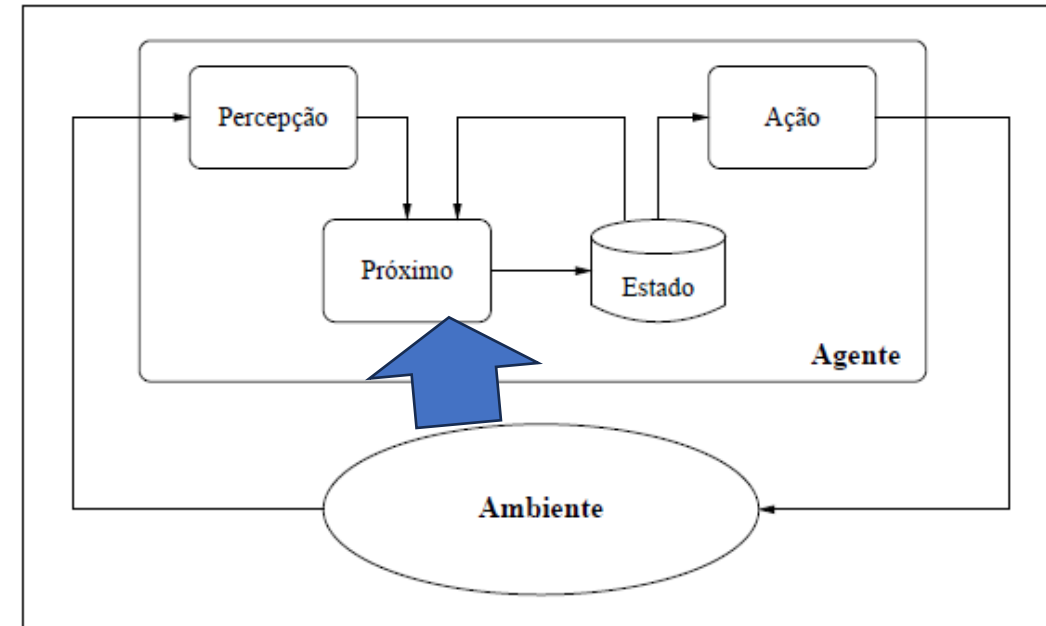 Percepção
Ação
Próximo
Estado
Agente
Ambiente